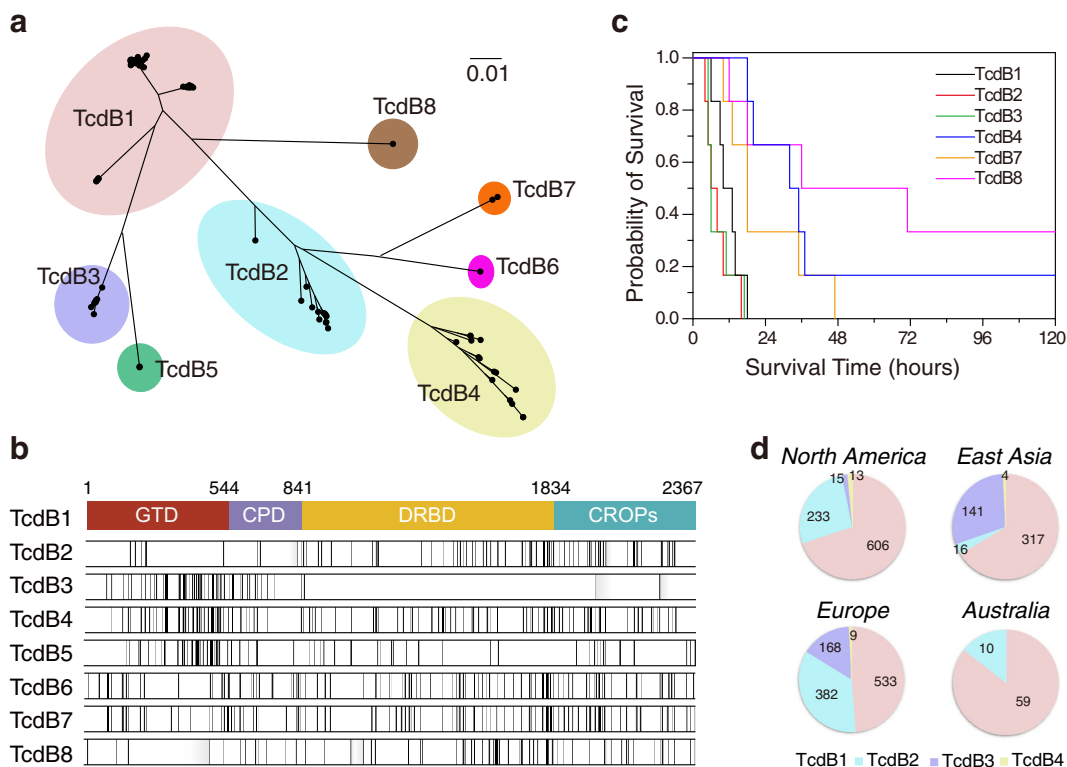 a
0.01
TcdB1
TcdB8
TcdB7
TcdB2
TcdB6
TcdB3
TcdB5
TcdB4
b
1 544 841 1834 2367
TcdB1 GTD CPD DRBD CROPs
TcdB2
TcdB3
TcdB4
TcdB5
TcdB6
TcdB7
TcdB8
c
Probability of Survival
1.0
0.8
0.6
0.4
0.2
0.0
0 24 48 72 96 120
Survival Time (hours)
TcdB1
TcdB2
TcdB3
TcdB4
TcdB7
TcdB8
d
North America
15 13
233
606
East Asia
4
141
16
317
Europe
9
168
533
382
Australia
10
59
TcdB1 TcdB2 TcdB3 TcdB4